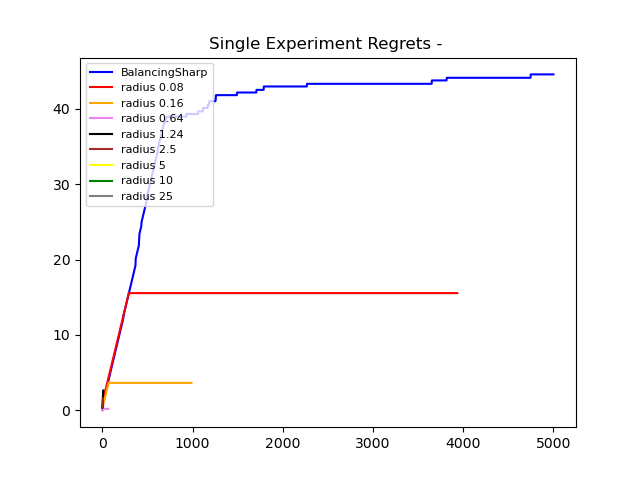 Single Experiment Regrets -
BalancingSharp
radius 0.08
radius 0.16
radius 0.64
radius 1.24
radius 2.5
radius 5
radius 10
radius 25
40
30
20
10
0
0 1000 2000 3000 4000 5000